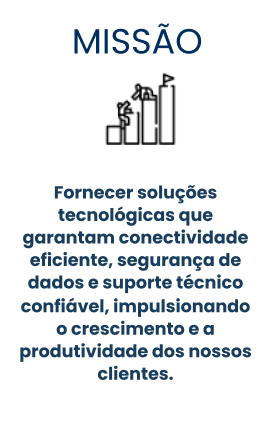 MISSÃO
Fornecer soluções
tecnológicas que
garantam conectividade
eficiente, segurança de
dados e suporte técnico
confiável, impulsionando
o crescimento e a
produtividade dos nossos
clientes.